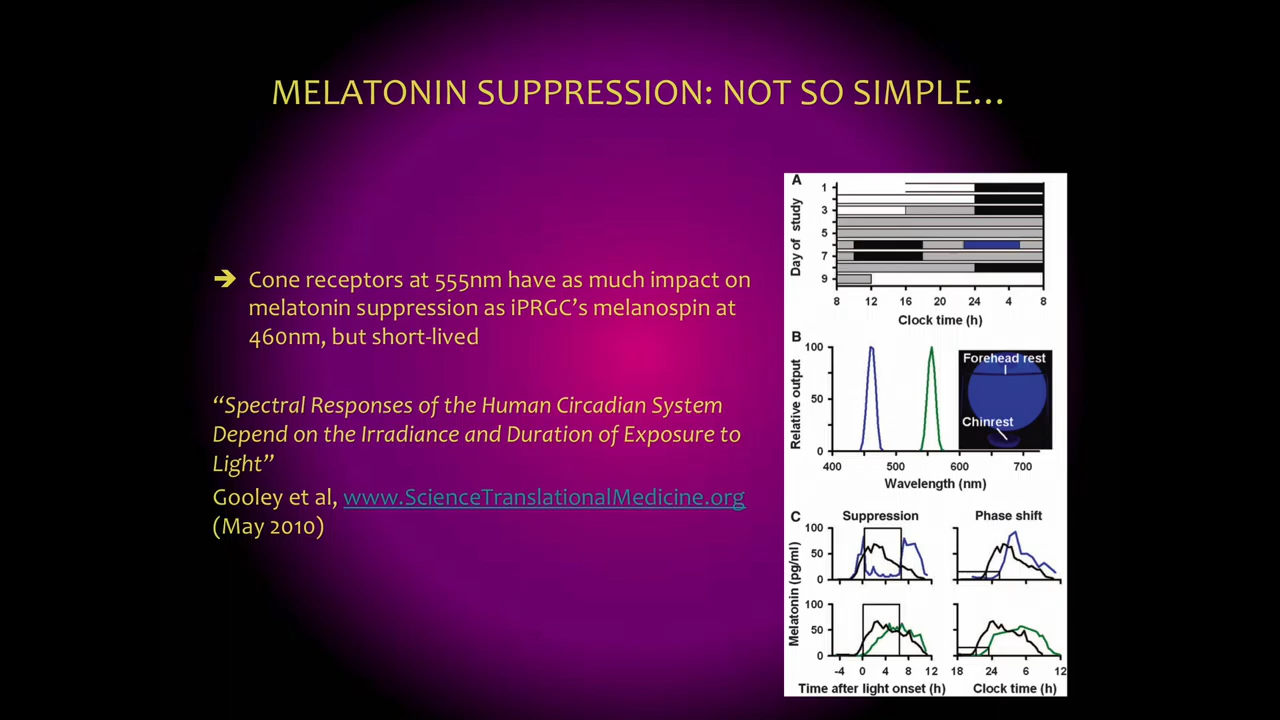 MELATONIN SUPPRESSION: NOT SO SIMPLE…
➔ Cone receptors at 555nm have as much impact on
melatonin suppression as iPRGC’s melanospin at
460nm, but short-lived
“Spectral Responses of the Human Circadian System
Depend on the Irradiance and Duration of Exposure to
Light”
Gooley et al, www.ScienceTranslationalMedicine.org
(May 2010)
A
Day of study
1
3
5
7
9
8 12 16 20 24 4 8
Clock time (h)
B
Relative output
100
50
0
Forehead rest
Chinrest
400 500 600 700
Wavelength (nm)
C
Suppression Phase shift
Melatonin (pg/ml)
100
50
0
100
50
0
-4 0 4 8 12 18 24 6 12
Time after light onset (h) Clock time (h)